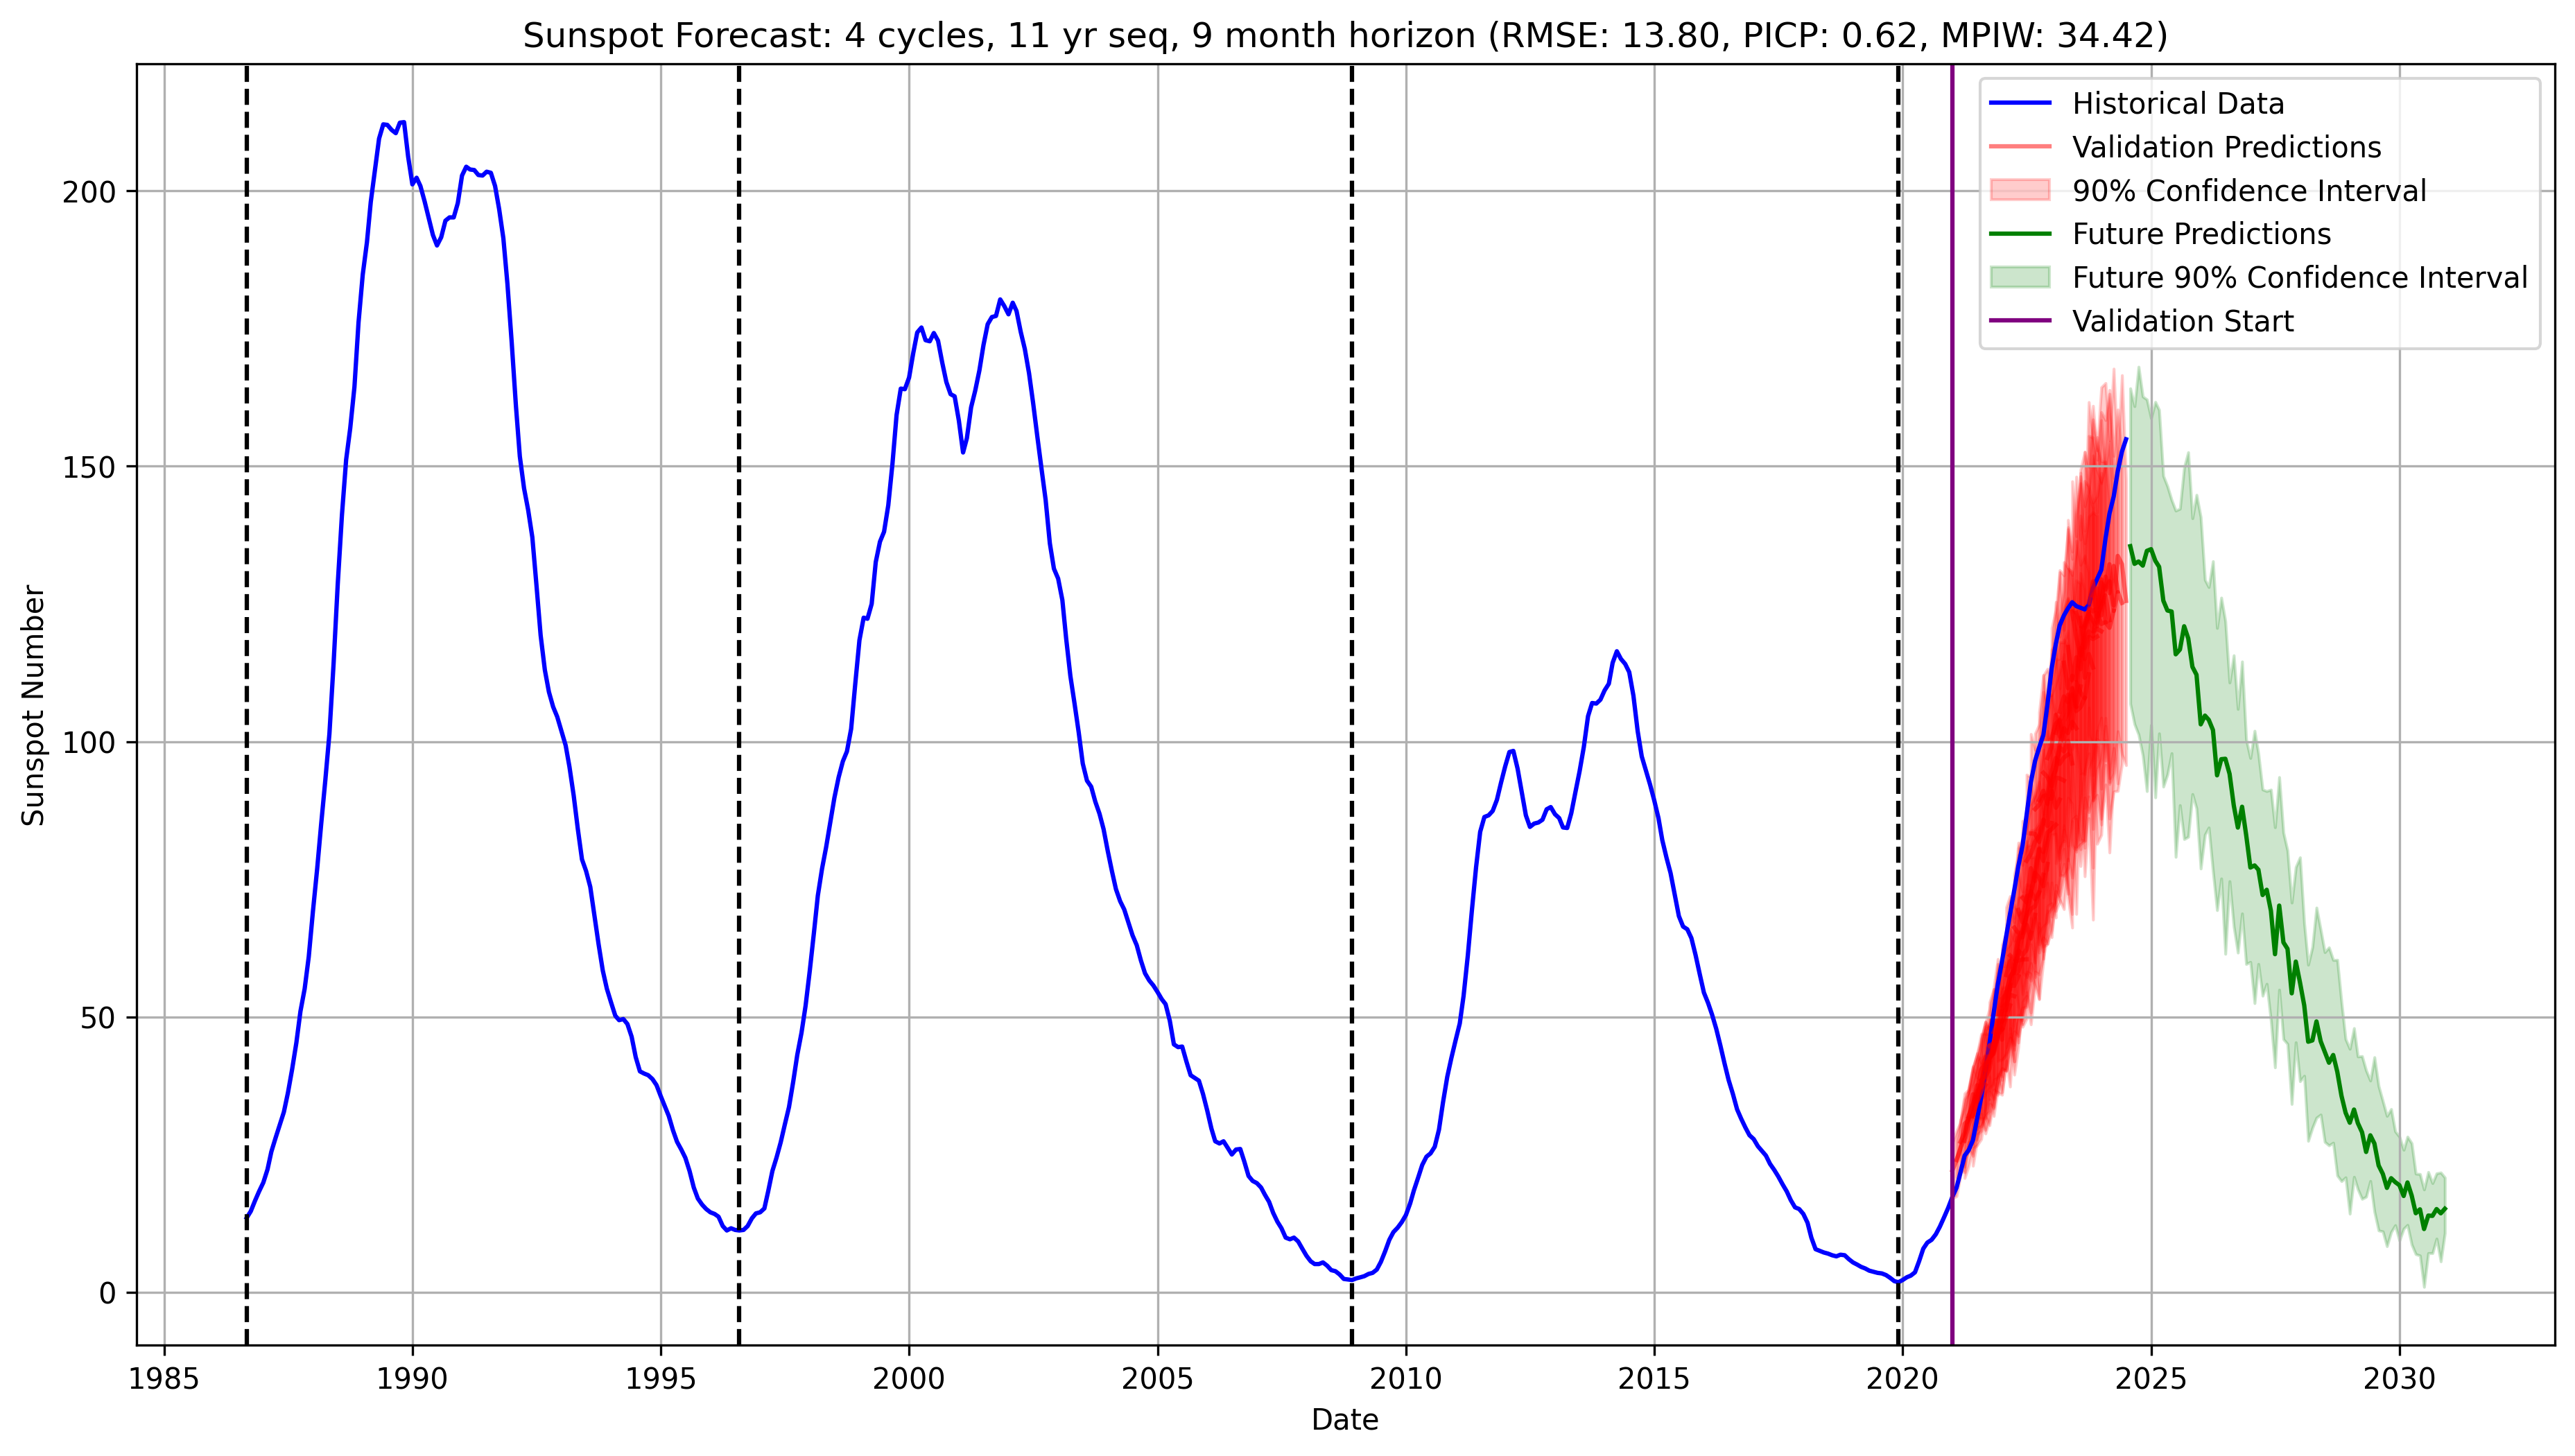 Sunspot Forecast: 4 cycles, 11 yr seq, 9 month horizon (RMSE: 13.80, PICP: 0.62, MPIW: 34.42)
Historical Data
Validation Predictions
90% Confidence Interval
Future Predictions
Future 90% Confidence Interval
Validation Start
Sunspot Number
200
150
100
50
0
1985 1990 1995 2000 2005 2010 2015 2020 2025 2030
Date